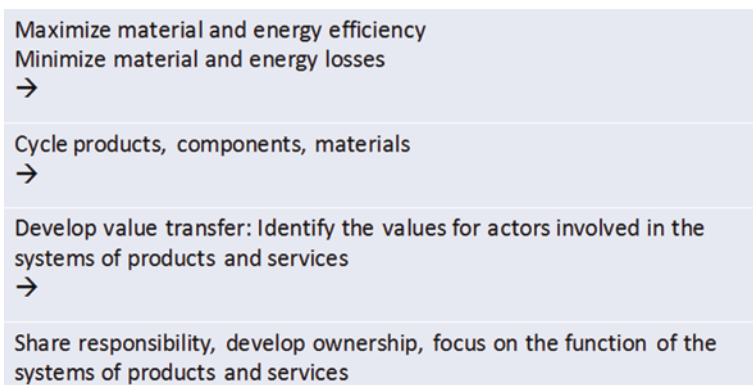 Maximize material and energy efficiency
Minimize material and energy losses
→
Cycle products, components, materials
→
Develop value transfer: Identify the values for actors involved in the
systems of products and services
→
Share responsibility, develop ownership, focus on the function of the
systems of products and services